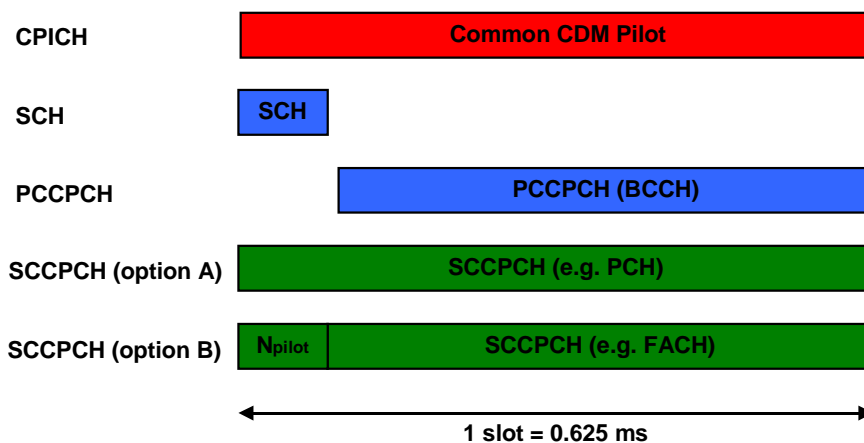 CPICH Common CDM Pilot
SCH SCH
PCCPCH PCCPCH (BCCH)
SCCPCH (option A) SCCPCH (e.g. PCH)
SCCPCH (option B) Npilot SCCPCH (e.g. FACH)
1 slot = 0.625 ms